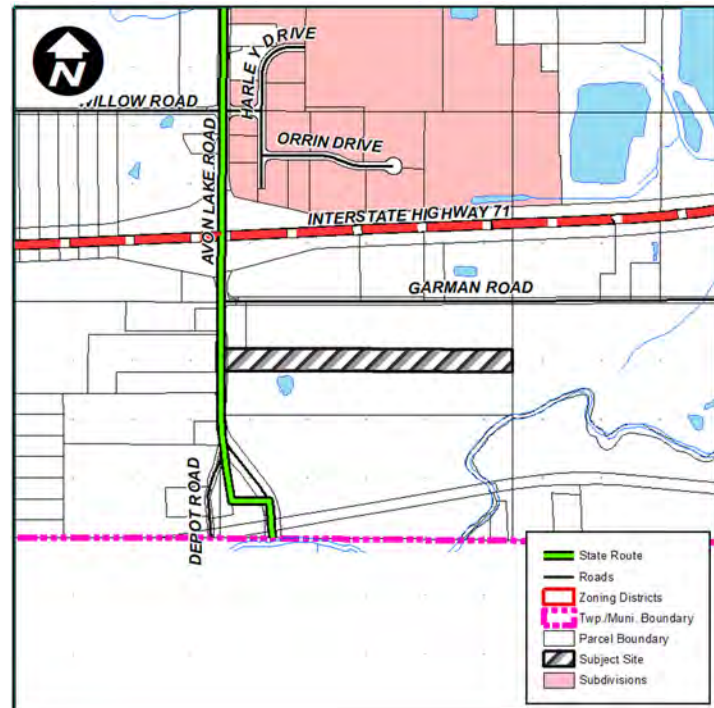 N
HARLEY DRIVE
WILLOW ROAD
ORRIN DRIVE
AVON LAKE ROAD
INTERSTATE HIGHWAY 71
GARMAN ROAD
DEPOT ROAD
State Route
Roads
Zoning Districts
Twp./Muni. Boundary
Parcel Boundary
Subject Site
Subdivisions